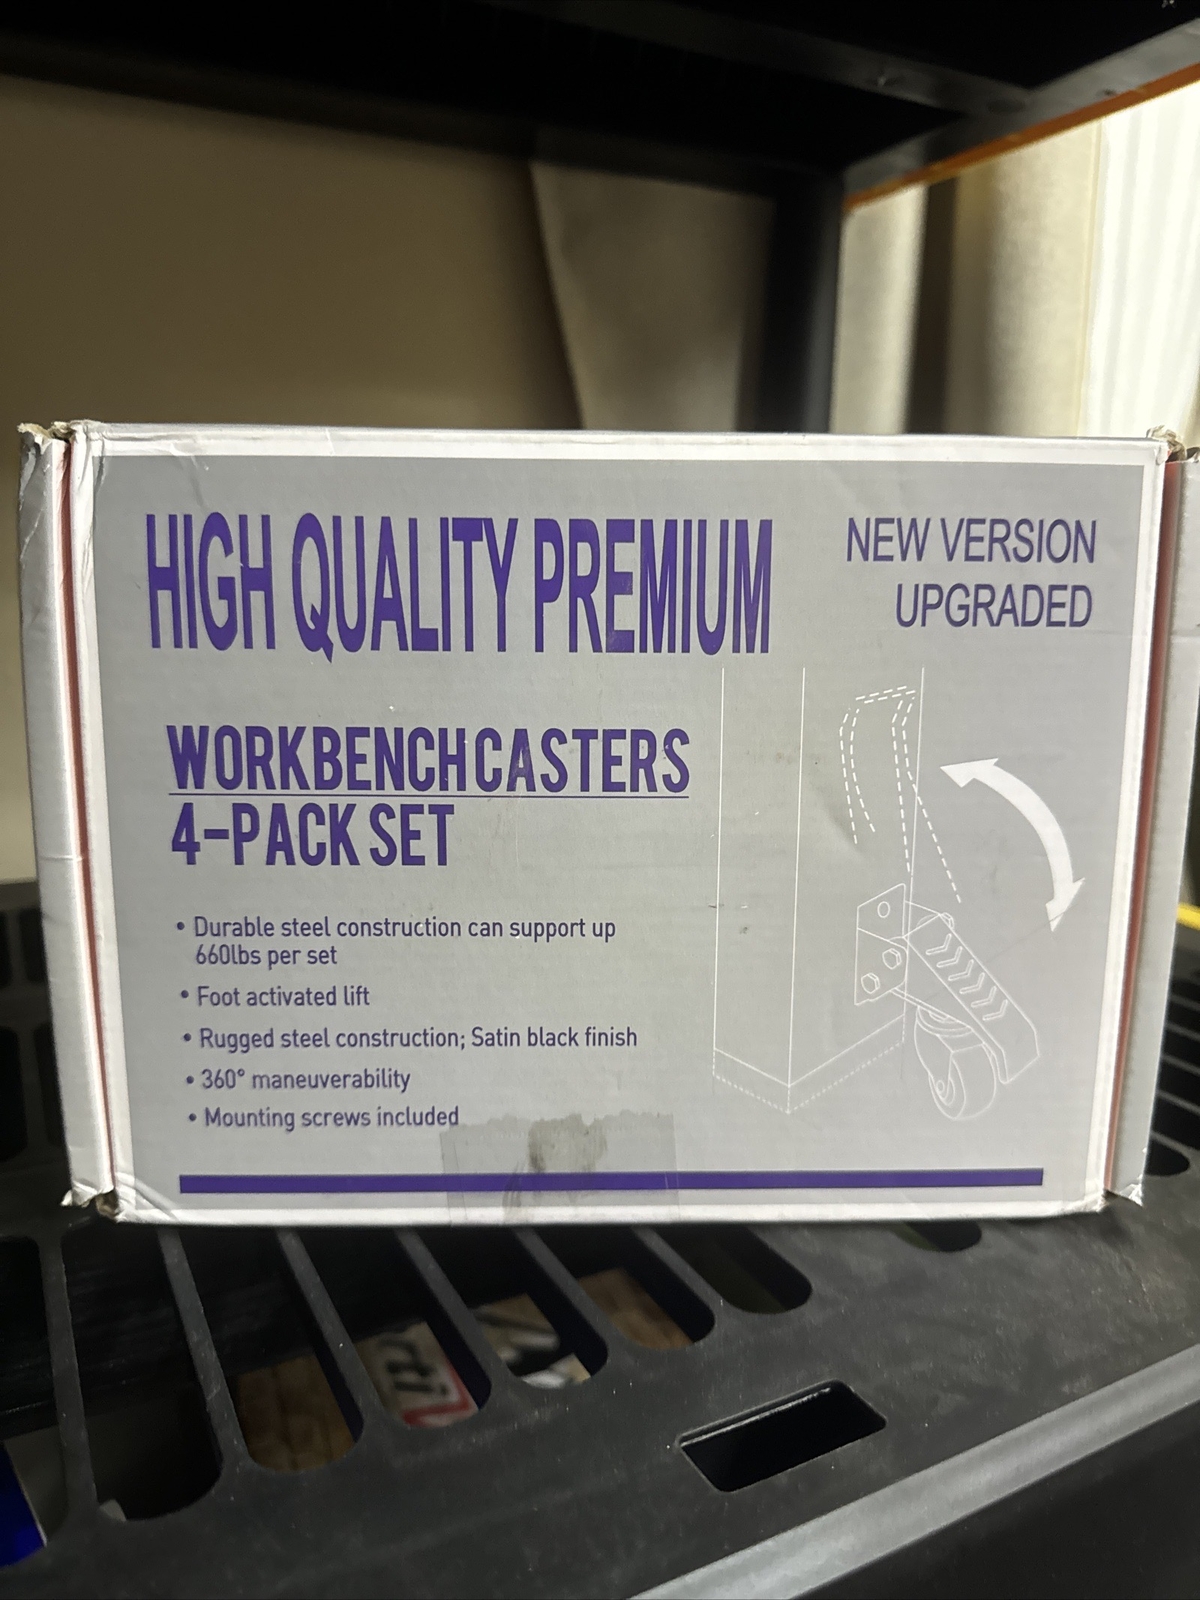 HIGH QUALITY PREMIUM
NEW VERSION
UPGRADED
WORKBENCH CASTERS
4-PACK SET
• Durable steel construction can support up
660lbs per set
• Foot activated lift
• Rugged steel construction; Satin black finish
• 360° maneuverability
• Mounting screws included